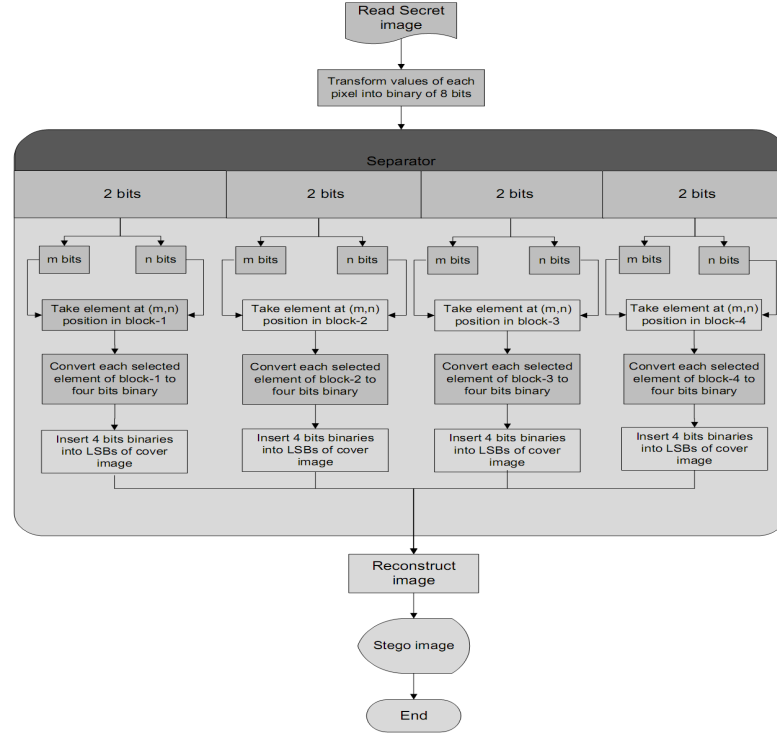 Read Secret
image
Transform values of each
pixel into binary of 8 bits
Separator
2 bits
2 bits
2 bits
2 bits
m bits
n bits
m bits
n bits
m bits
n bits
m bits
n bits
Take element at (m,n)
position in block-1
Take element at (m,n)
position in block-2
Take element at (m,n)
position in block-3
Take element at (m,n)
position in block-4
Convert each selected
element of block-1 to
four bits binary
Convert each selected
element of block-2 to
four bits binary
Convert each selected
element of block-3 to
four bits binary
Convert each selected
element of block-4 to
four bits binary
Insert 4 bits binaries
into LSBs of cover
image
Insert 4 bits binaries
into LSBs of cover
image
Insert 4 bits binaries
into LSBs of cover
image
Insert 4 bits binaries
into LSBs of cover
image
Reconstruct
image
Stego image
End